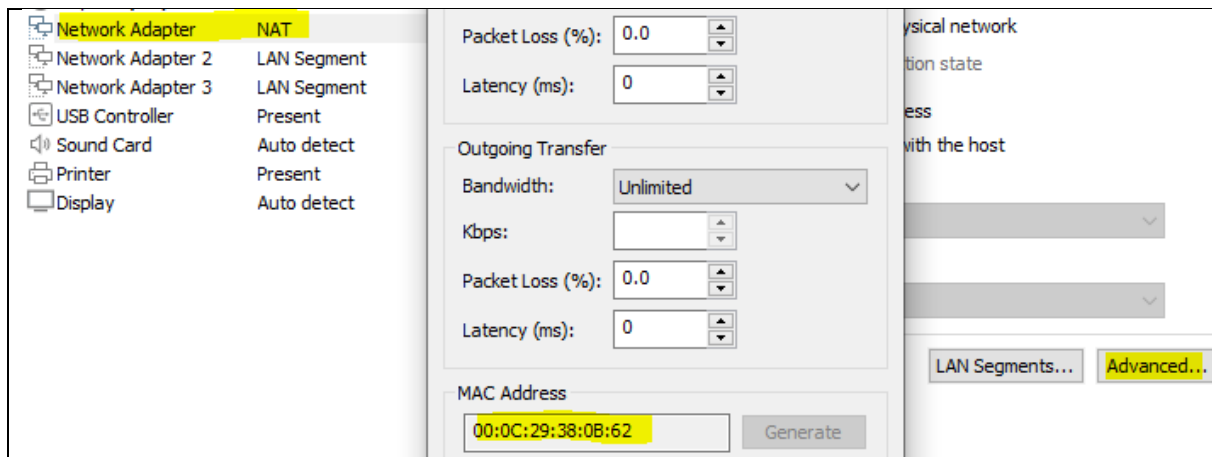 Network Adapter NAT
Network Adapter 2 LAN Segment
Network Adapter 3 LAN Segment
USB Controller Present
Sound Card Auto detect
Printer Present
Display Auto detect
Packet Loss (%): 0.0
Latency (ms): 0
Outgoing Transfer
Bandwidth: Unlimited
Kbps:
Packet Loss (%): 0.0
Latency (ms): 0
MAC Address
00:0C:29:38:0B:62 Generate
ysical network
tion state
ess
with the host
LAN Segments... Advanced...